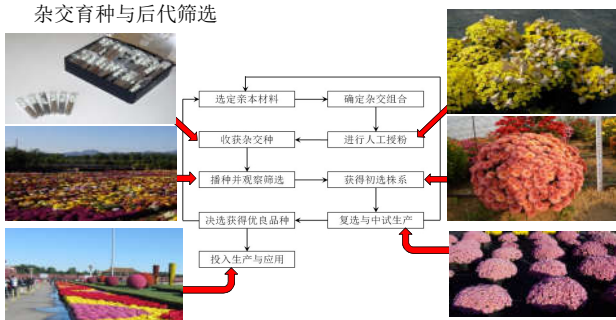 杂交育种与后代筛选
选定亲本材料
确定杂交组合
收获杂交种
进行人工授粉
播种并观察筛选
获得初选株系
决选获得优良品种
复选与中试生产
投入生产与应用